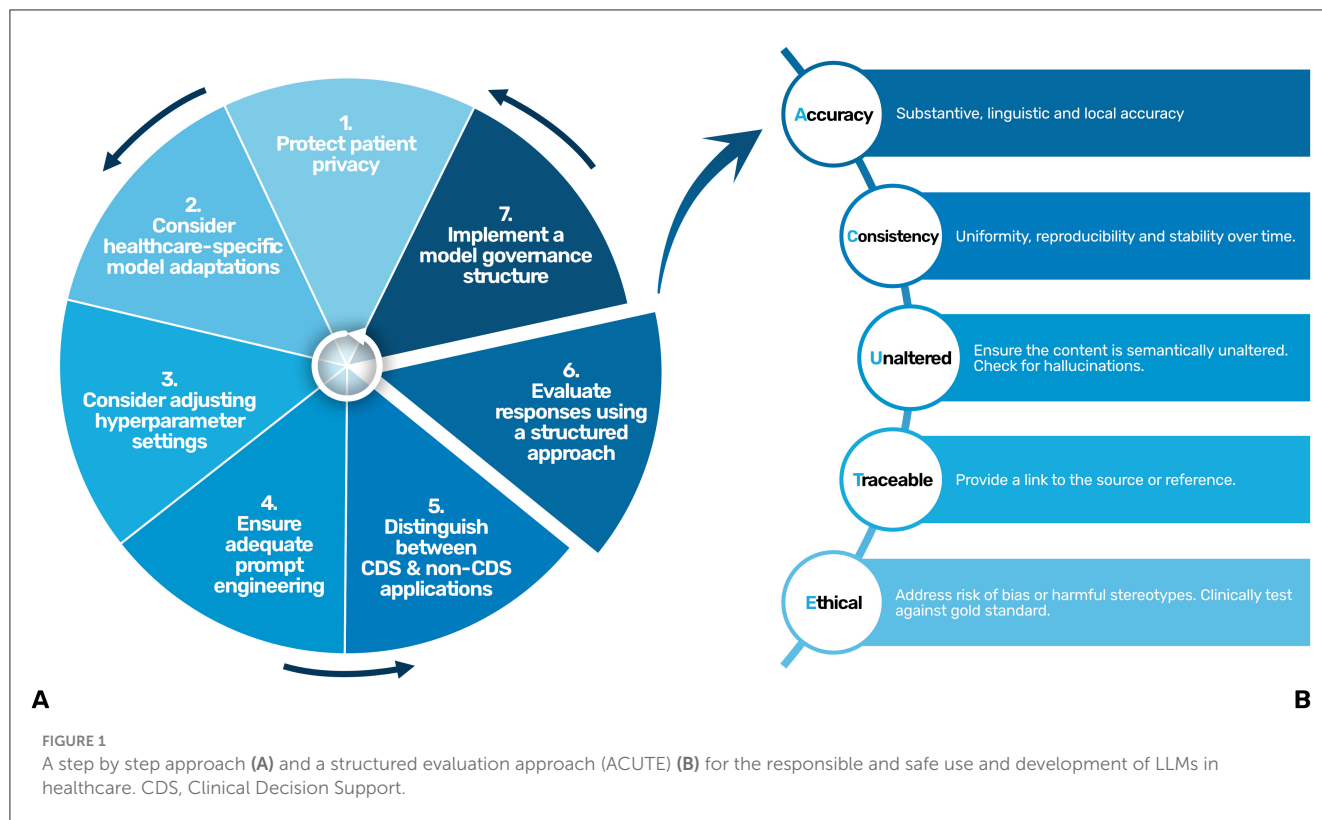 1.
Protect patient
privacy
2.
Consider
healthcare-specific
model adaptations
3.
Consider adjusting
hyperparameter
settings
4.
Ensure
adequate
prompt
engineering
5.
Distinguish
between
CDS & non-CDS
applications
6.
Evaluate
responses using
a structured
approach
7.
Implement a
model governance
structure
A
Accuracy
Substantive, linguistic and local accuracy
Consistency
Uniformity, reproducibility and stability over time.
Unaltered
Ensure the content is semantically unaltered.
Check for hallucinations.
Traceable
Provide a link to the source or reference.
Ethical
Address risk of bias or harmful stereotypes. Clinically test
against gold standard.
B
FIGURE 1
A step by step approach (A) and a structured evaluation approach (ACUTE) (B) for the responsible and safe use and development of LLMs in
healthcare. CDS, Clinical Decision Support.